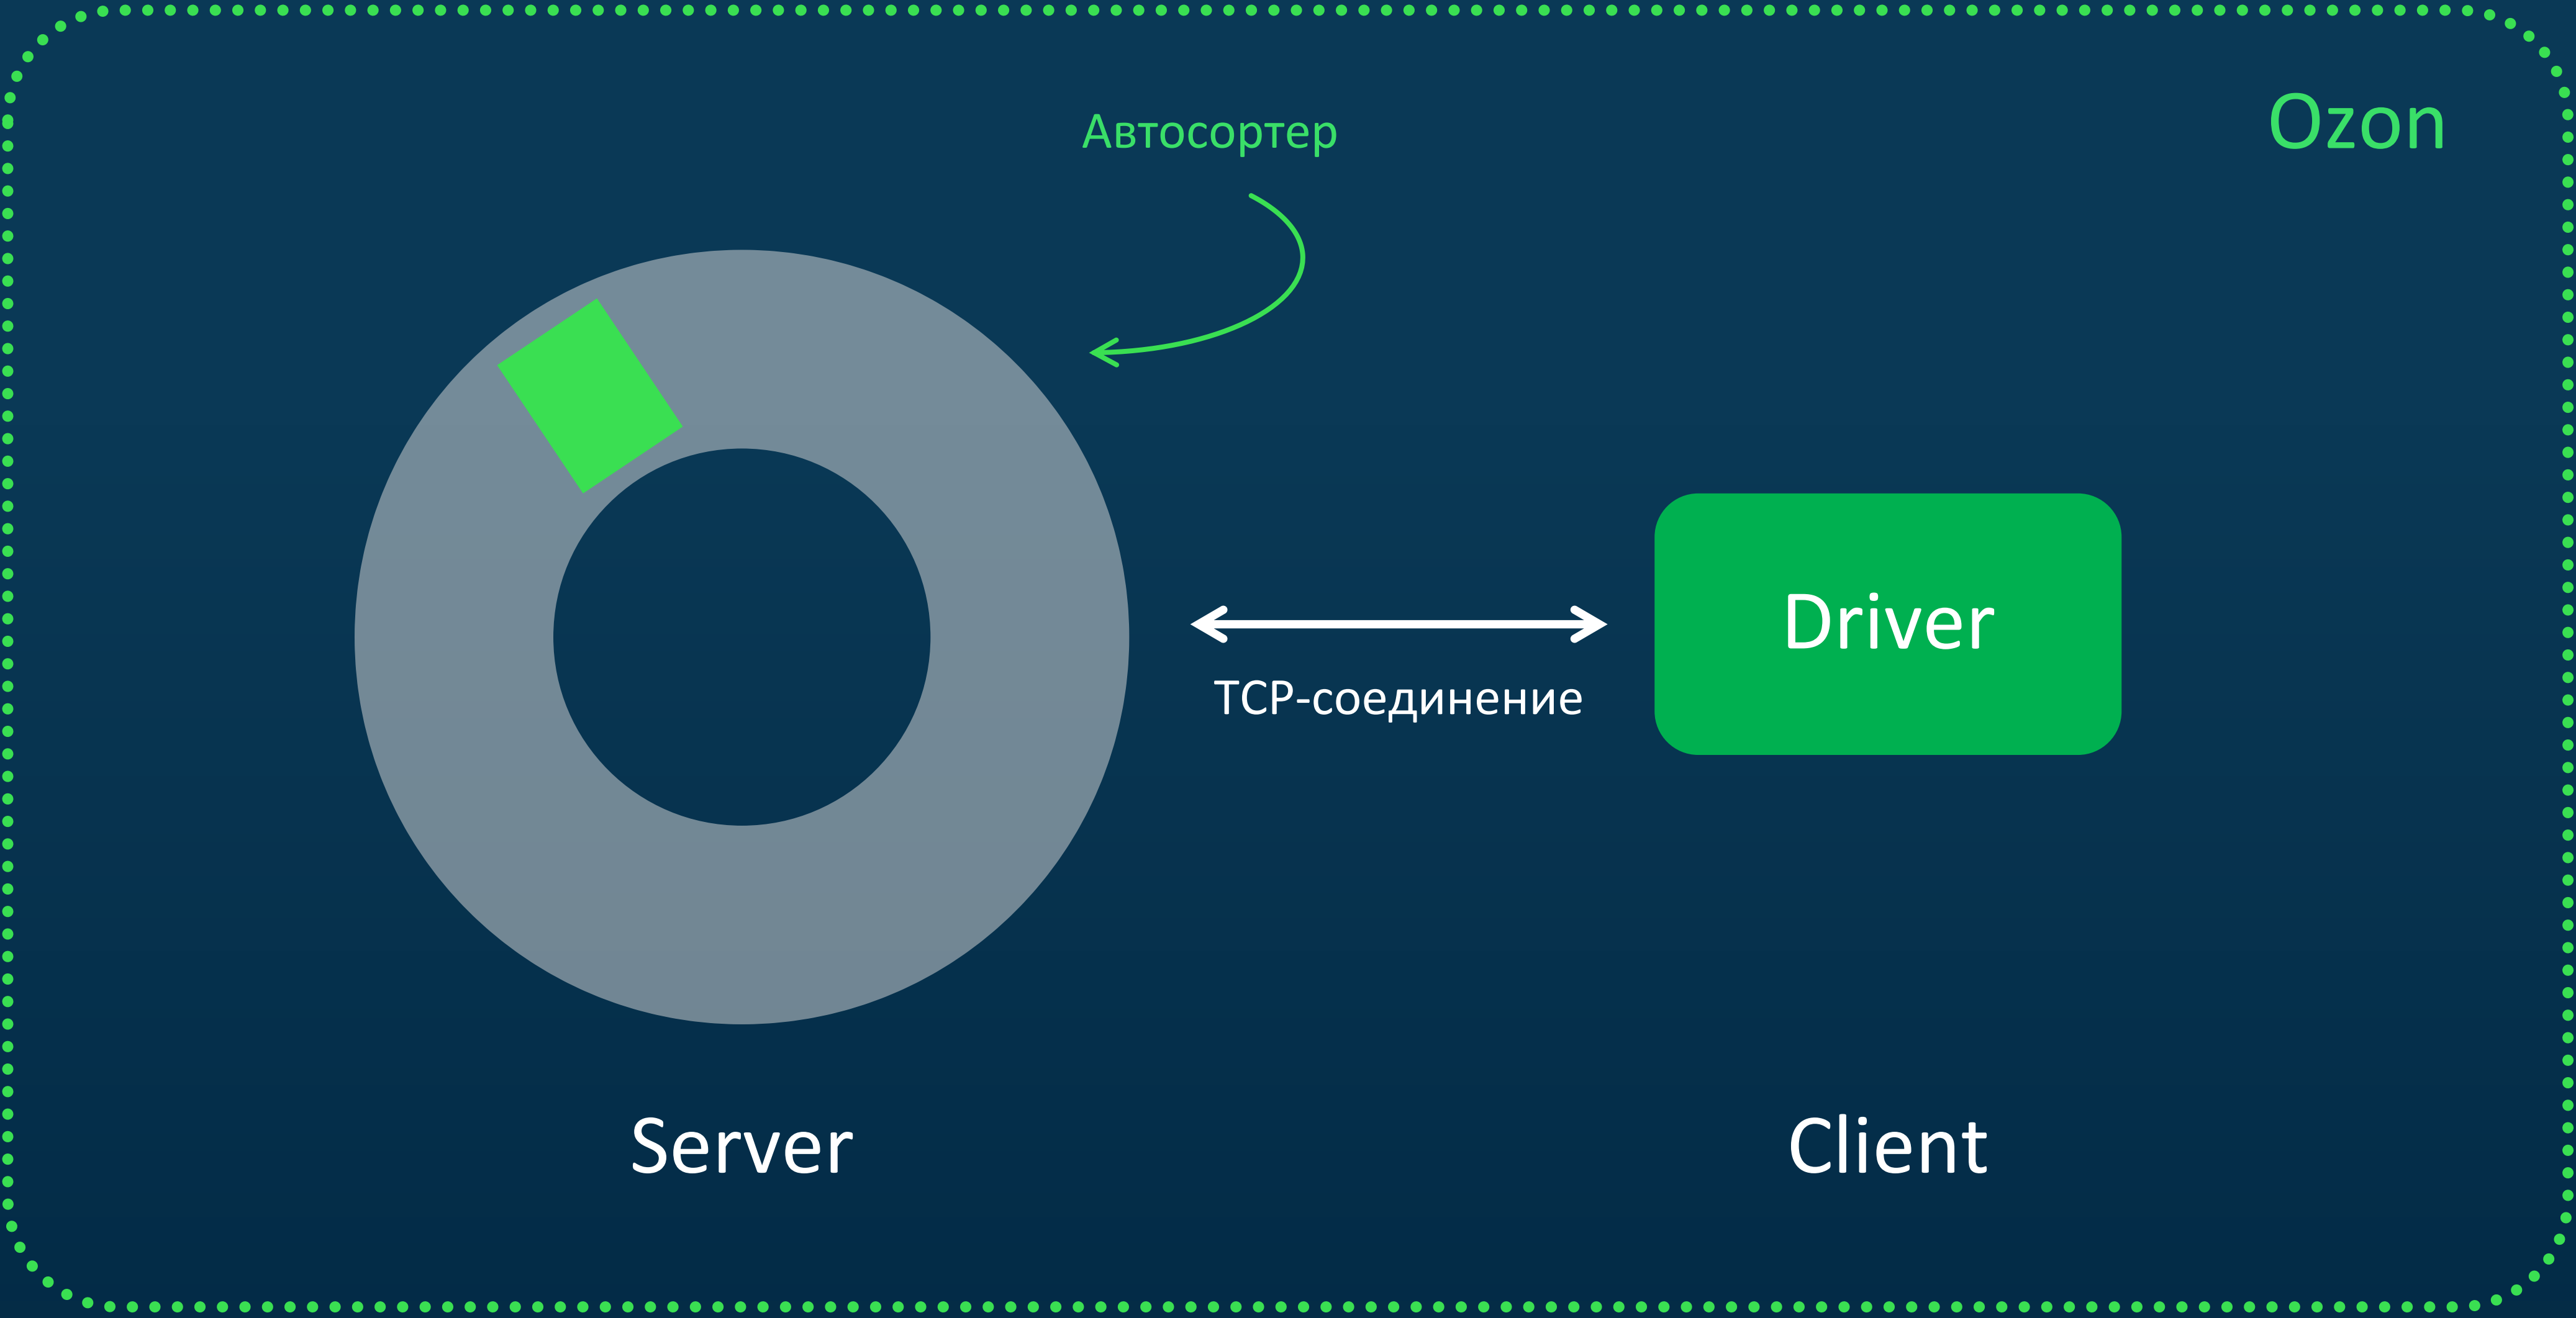 Ozon
Автосортер
Driver
TCP-соединение
Server
Client